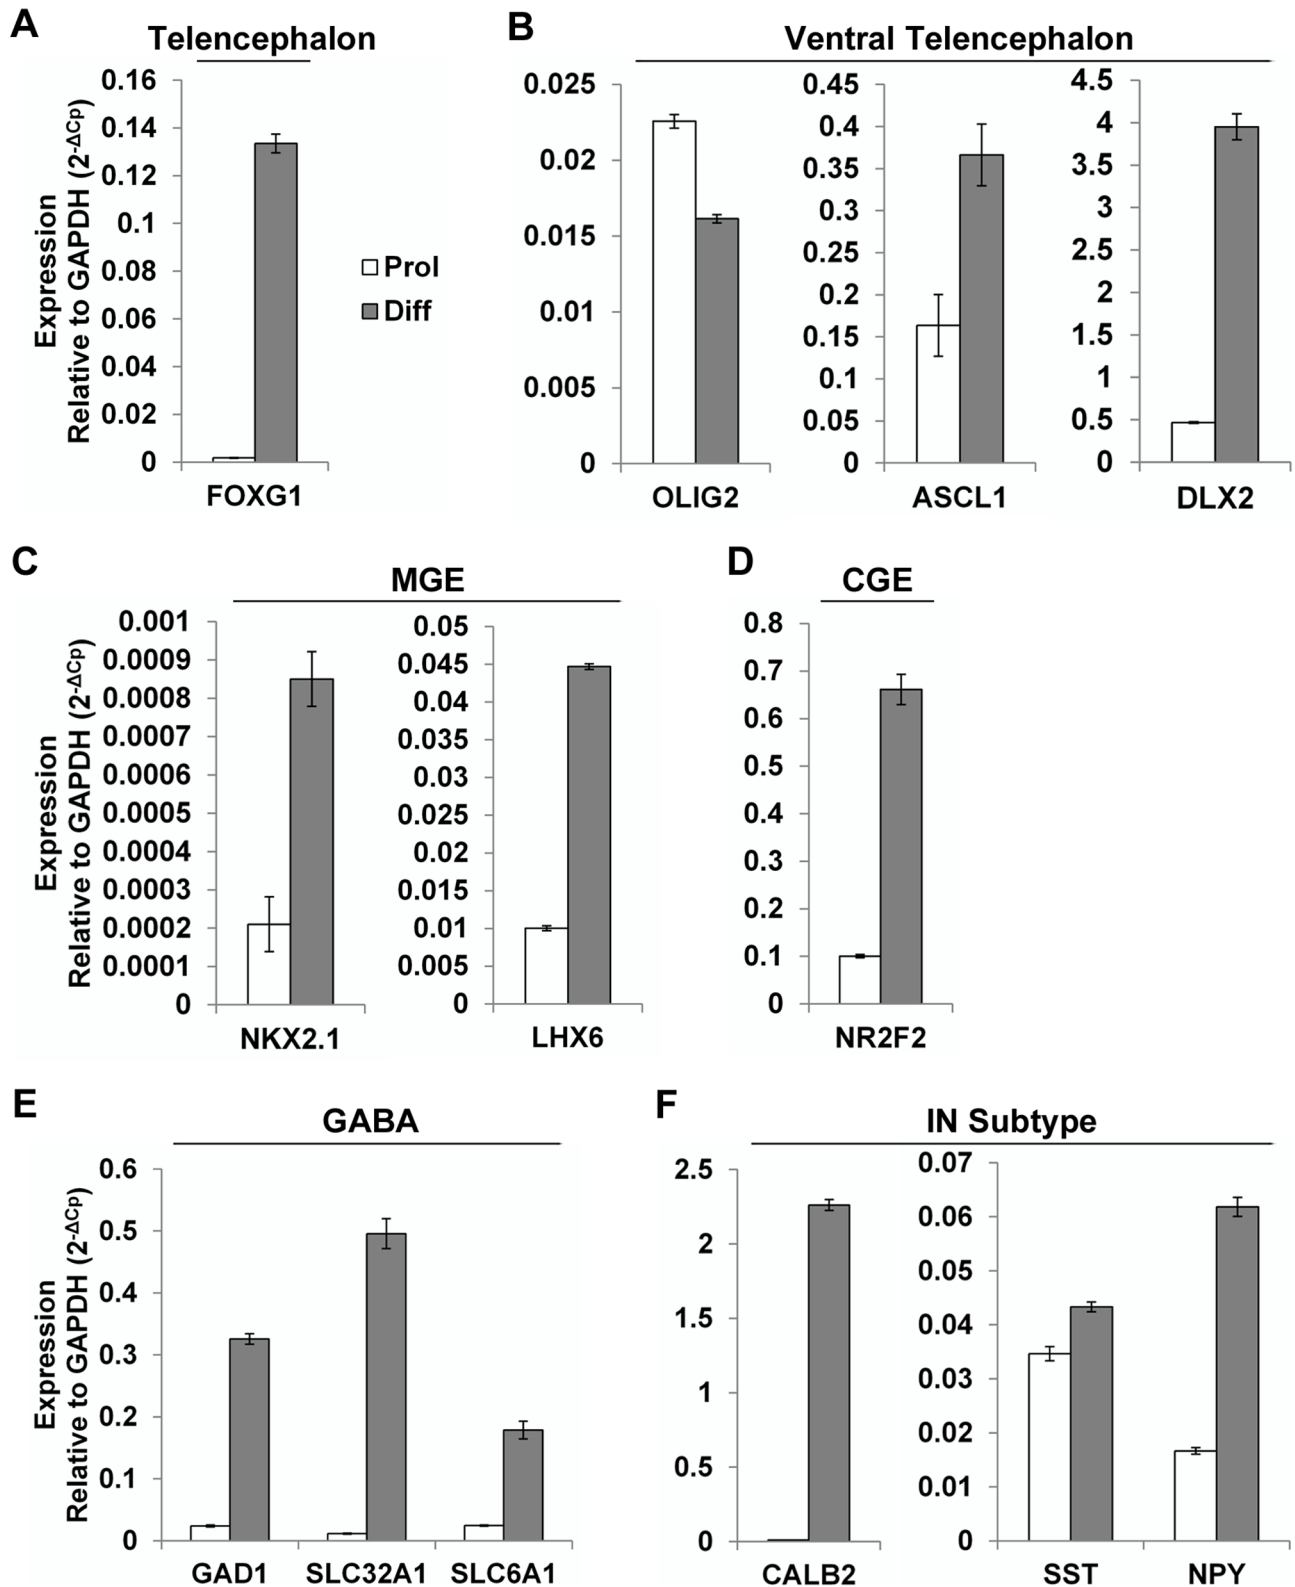 A
Telencephalon
Expression
Relative to GAPDH (2-ΔCp)
0.16
0.14
0.12
0.1
0.08
0.06
0.04
0.02
0
FOXG1
Prol
Diff
B
Ventral Telencephalon
0.025
0.02
0.015
0.01
0.005
0
OLIG2
0.45
0.4
0.35
0.3
0.25
0.2
0.15
0.1
0.05
0
ASCL1
4.5
4
3.5
3
2.5
2
1.5
1
0.5
0
DLX2
C
MGE
Expression
Relative to GAPDH (2-ΔCp)
0.001
0.0009
0.0008
0.0007
0.0006
0.0005
0.0004
0.0003
0.0002
0.0001
0
NKX2.1
0.05
0.045
0.04
0.035
0.03
0.025
0.02
0.015
0.01
0.005
0
LHX6
D
CGE
0.8
0.7
0.6
0.5
0.4
0.3
0.2
0.1
0
NR2F2
E
GABA
Expression
Relative to GAPDH (2-ΔCp)
0.6
0.5
0.4
0.3
0.2
0.1
0
GAD1 SLC32A1 SLC6A1
F
IN Subtype
2.5
2
1.5
1
0.5
0
CALB2
0.07
0.06
0.05
0.04
0.03
0.02
0.01
0
SST NPY